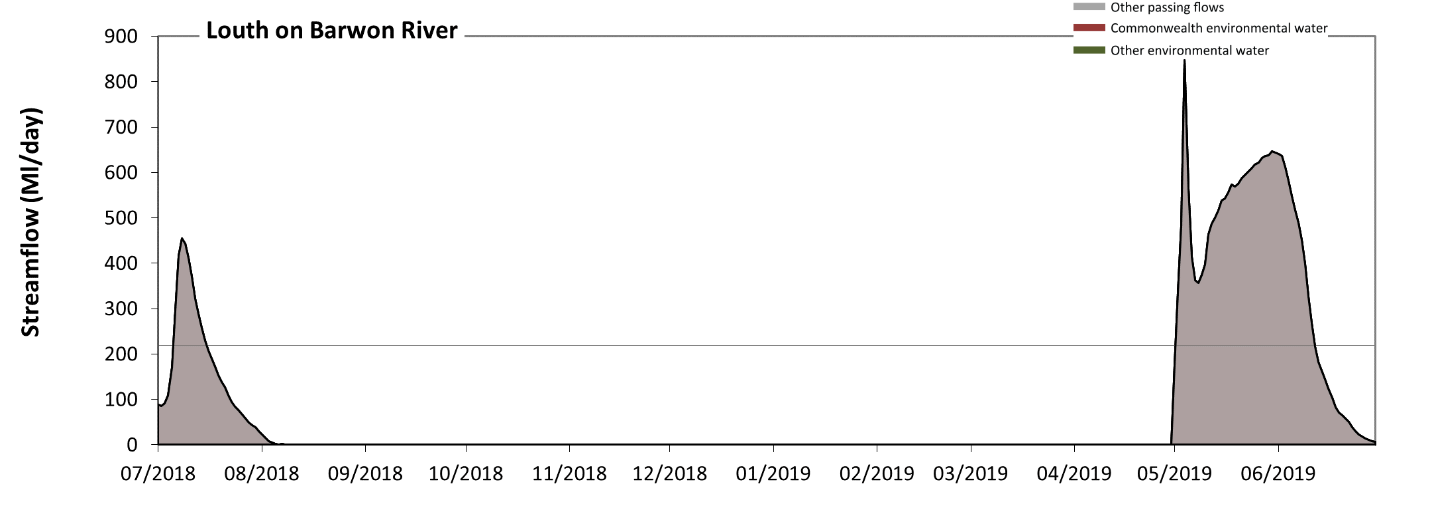 Other passing flows
Louth on Barwon River
Commonwealth environmental water
Other environmental water
Streamflow (Ml/day)
900
800
700
600
500
400
300
200
100
0
07/2018 08/2018 09/2018 10/2018 11/2018 12/2018 01/2019 02/2019 03/2019 04/2019 05/2019 06/2019